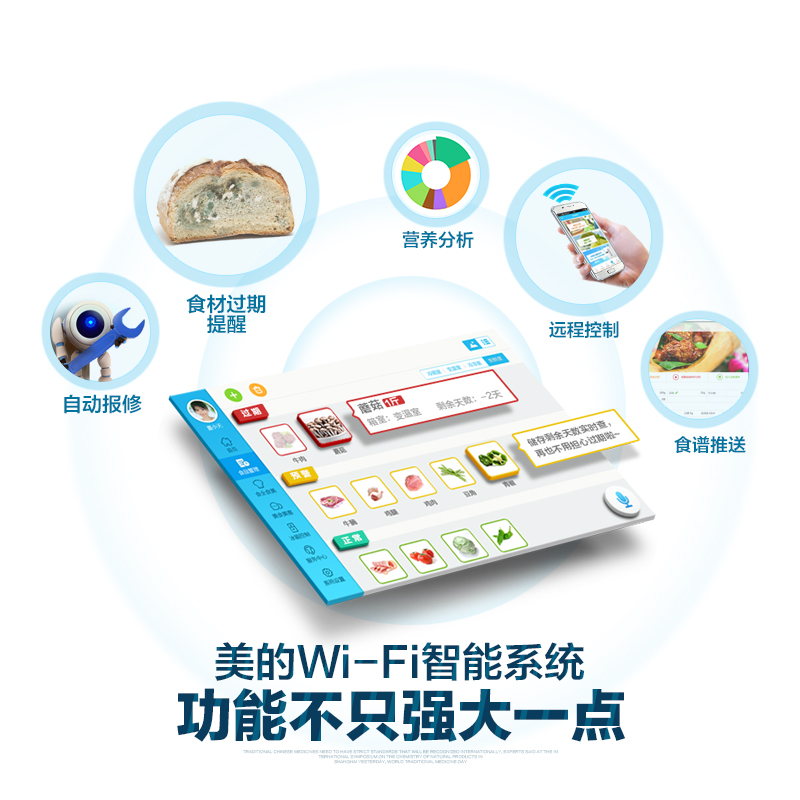 营养分析
食材过期
提醒
远程控制
自动报修
食谱推送
过期
蘑菇 1斤
箱室：变温室 剩余天数：-2天
牛肉
蘑菇
储存剩余天数实时查，
再也不用担心过期啦~
牛腩
鸡腿
鸡肉
豆角
青椒
正常
系统设置
美的Wi-Fi智能系统
功能不只强大一点
TRADITIONAL CHINESE MEDICINES NEED TO HAVE STRICT STANDARDS THAT WILL BE RECOGNIZED INTERNATIONALLY, EXPERTS SAID AT THE IN
TERNATIONAL SYMPOSIUM ON THE CHEMISTRY OF NATURAL PRODUCTS IN
SHANGHAI YESTERDAY, WORLD TRADITIONAL MEDICINE DAY